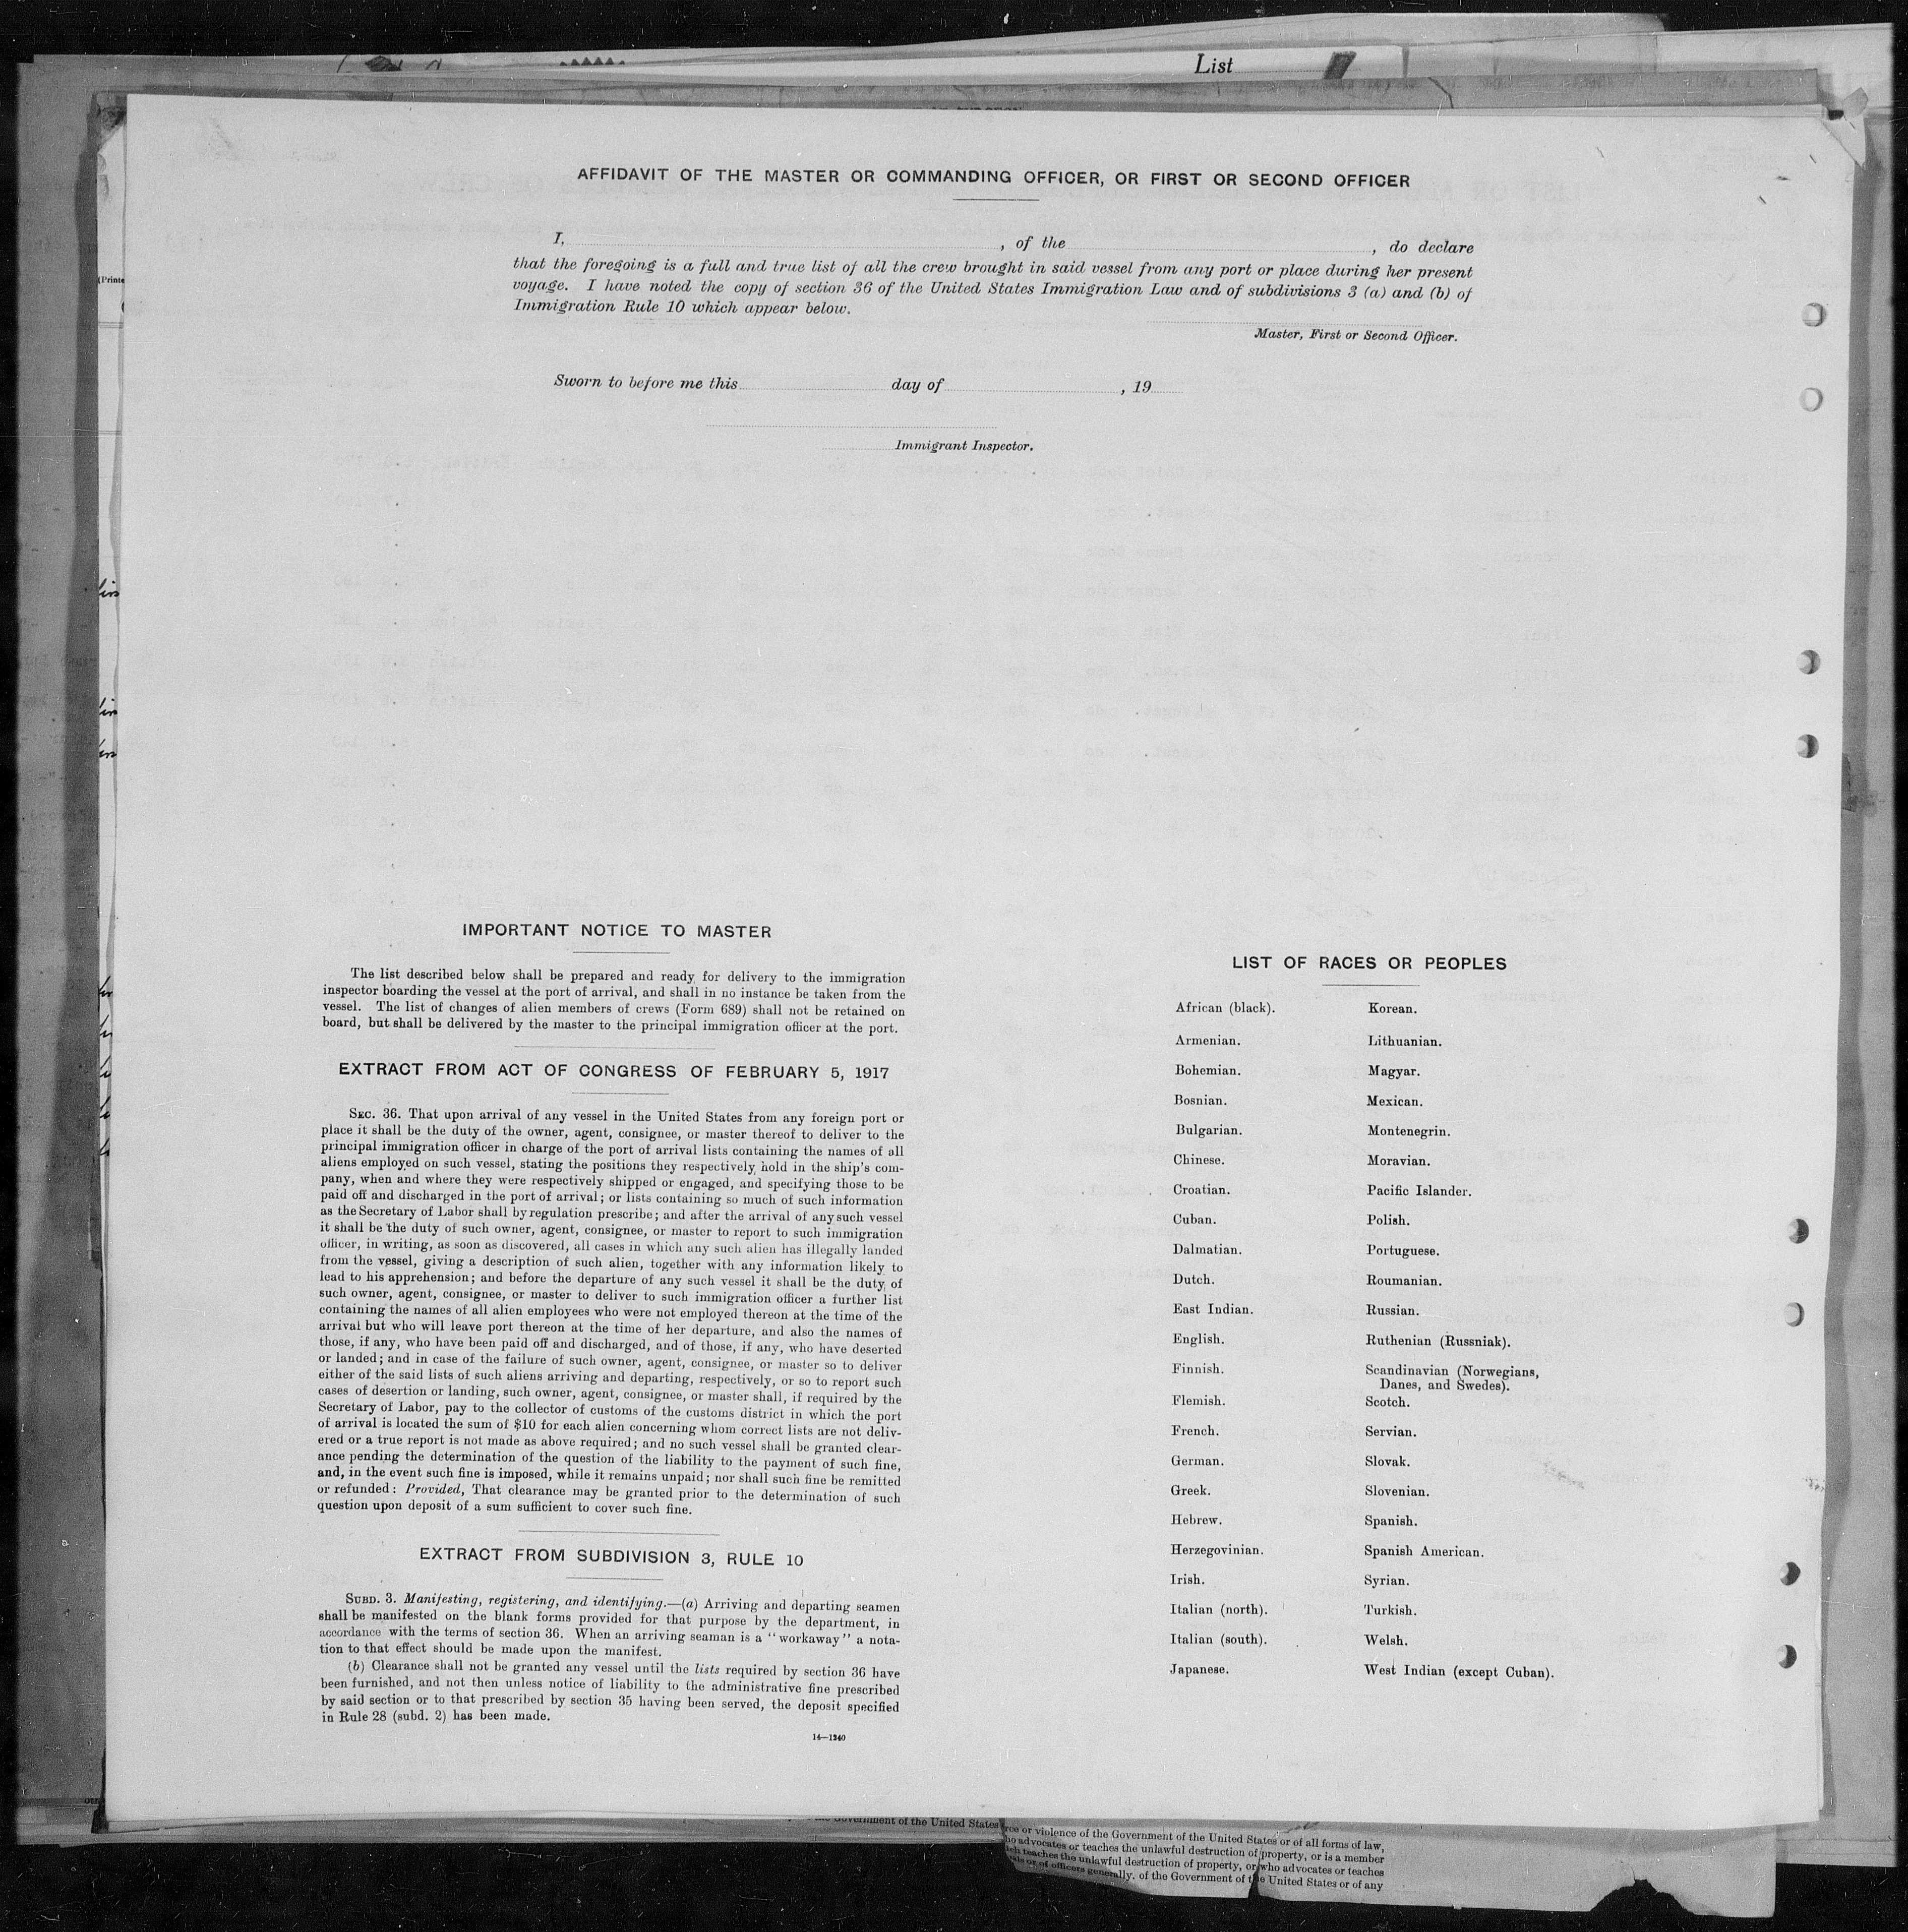 List
AFFIDAVIT OF THE MASTER OR COMMANDING OFFICER, OR FIRST OR SECOND OFFICER
I, , of the , do declare
that the foregoing is a full and true list of all the crew brought in said vessel from any port or place during her present
voyage. I have noted the copy of section 36 of the United States Immigration Law and of subdivisions 3 (a) and (b) of
Immigration Rule 10 which appear below.
Master, First or Second Officer.
Sworn to before me this day of , 19
Immigrant Inspector.
IMPORTANT NOTICE TO MASTER
The list described below shall be prepared and ready for delivery to the immigration
inspector boarding the vessel at the port of arrival, and shall in no instance be taken from the
vessel. The list of changes of alien members of crews (Form 689) shall not be retained on
board, but shall be delivered by the master to the principal immigration officer at the port.
EXTRACT FROM ACT OF CONGRESS OF FEBRUARY 5, 1917
SEC. 36. That upon arrival of any vessel in the United States from any foreign port or
place it shall be the duty of the owner, agent, consignee, or master thereof to deliver to the
principal immigration officer in charge of the port of arrival lists containing the names of all
aliens employed on such vessel, stating the positions they respectively hold in the ship's com-
pany, when and where they were respectively shipped or engaged, and specifying those to be
paid off and discharged in the port of arrival; or lists containing so much of such information
as the Secretary of Labor shall by regulation prescribe; and after the arrival of any such vessel
it shall be the duty of such owner, agent, consignee, or master to report to such immigration
officer, in writing, as soon as discovered, all cases in which any such alien has illegally landed
from the vessel, giving a description of such alien, together with any information likely to
lead to his apprehension; and before the departure of any such vessel it shall be the duty of
such owner, agent, consignee, or master to deliver to such immigration officer a further list
containing the names of all alien employees who were not employed thereon at the time of the
arrival but who will leave port thereon at the time of her departure, and also the names of
those, if any, who have been paid off and discharged, and of those, if any, who have deserted
or landed; and in case of the failure of such owner, agent, consignee, or master so to deliver
either of the said lists of such aliens arriving and departing, respectively, or so to report such
cases of desertion or landing, such owner, agent, consignee, or master shall, if required by the
Secretary of Labor, pay to the collector of customs of the customs district in which the port
of arrival is located the sum of $10 for each alien concerning whom correct lists are not deliv-
ered or a true report is not made as above required; and no such vessel shall be granted clear-
ance pending the determination of the question of the liability to the payment of such fine,
and, in the event such fine is imposed, while it remains unpaid; nor shall such fine be remitted
or refunded: Provided, That clearance may be granted prior to the determination of such
question upon deposit of a sum sufficient to cover such fine.
EXTRACT FROM SUBDIVISION 3, RULE 10
SUBD. 3. Manifesting, registering, and identifying.—(a) Arriving and departing seamen
shall be manifested on the blank forms provided for that purpose by the department, in
accordance with the terms of section 36. When an arriving seaman is a "workaway" a nota-
tion to that effect should be made upon the manifest.
(b) Clearance shall not be granted any vessel until the lists required by section 36 have
been furnished, and not then unless notice of liability to the administrative fine prescribed
by said section or to that prescribed by section 35 having been served, the deposit specified
in Rule 28 (subd. 2) has been made.
14—1240
LIST OF RACES OR PEOPLES
African (black).
Armenian.
Bohemian.
Bosnian.
Bulgarian.
Chinese.
Croatian.
Cuban.
Dalmatian.
Dutch.
East Indian.
English.
Finnish.
Flemish.
French.
German.
Greek.
Hebrew.
Herzegovinian.
Irish.
Italian (north).
Italian (south).
Japanese.
Korean.
Lithuanian.
Magyar.
Mexican.
Montenegrin.
Moravian.
Pacific Islander.
Polish.
Portuguese.
Roumanian.
Russian.
Ruthenian (Russniak).
Scandinavian (Norwegians,
Danes, and Swedes).
Scotch.
Servian.
Slovak.
Slovenian.
Spanish.
Spanish American.
Syrian.
Turkish.
Welsh.
West Indian (except Cuban).
Government of the United States
or violence of the Government of the United States or of all forms of law,
advocates or teaches the unlawful destruction of property, or is a member
teaches the unlawful destruction of property, or who advocates or teaches
or of officers generally, of the Government of the United States or of any